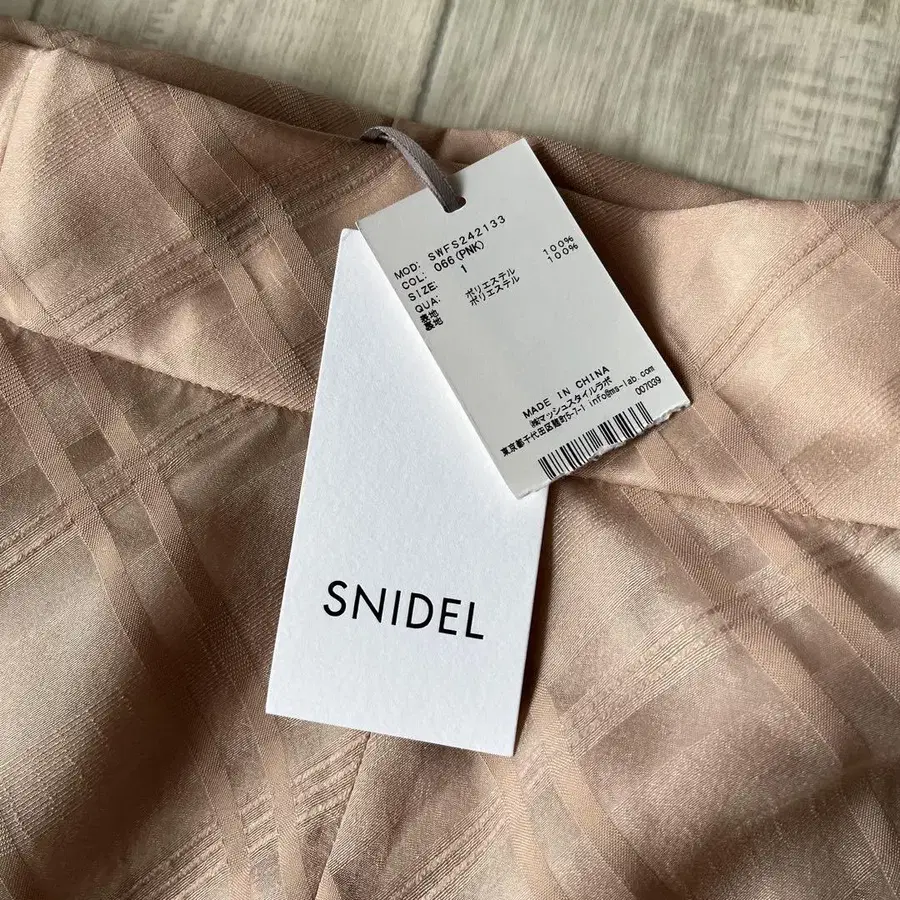 MOD: SWFS242133
COL: 066(PNK)
SIZE: 1
QUA:
表地 ポリエステル 100%
裏地 ポリエステル 100%
MADE IN CHINA
㈱マッシュスタイルラボ
東京都千代田区麹町5-7-1 info@ms-lab.com
007039
SNIDEL